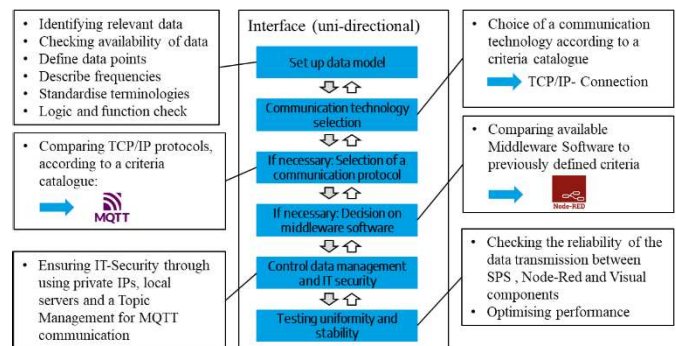 • Identifying relevant data
• Checking availability of data
• Define data points
• Describe frequencies
• Standardise terminologies
• Logic and function check
• Comparing TCP/IP protocols,
according to a criteria
catalogue:
MQTT
• Ensuring IT-Security through
using private IPs, local
servers and a Topic
Management for MQTT
communication
Interface (uni-directional)
Set up data model
Communication technology
selection
If necessary: Selection of a
communication protocol
If necessary: Decision on
middleware software
Control data management
and IT security
Testing uniformity and
stability
• Choice of a communication
technology according to a
criteria catalogue
TCP/IP- Connection
• Comparing available
Middleware Software to
previously defined criteria
Node-RED
• Checking the reliability of the
data transmission between
SPS , Node-Red and Visual
components
• Optimising performance